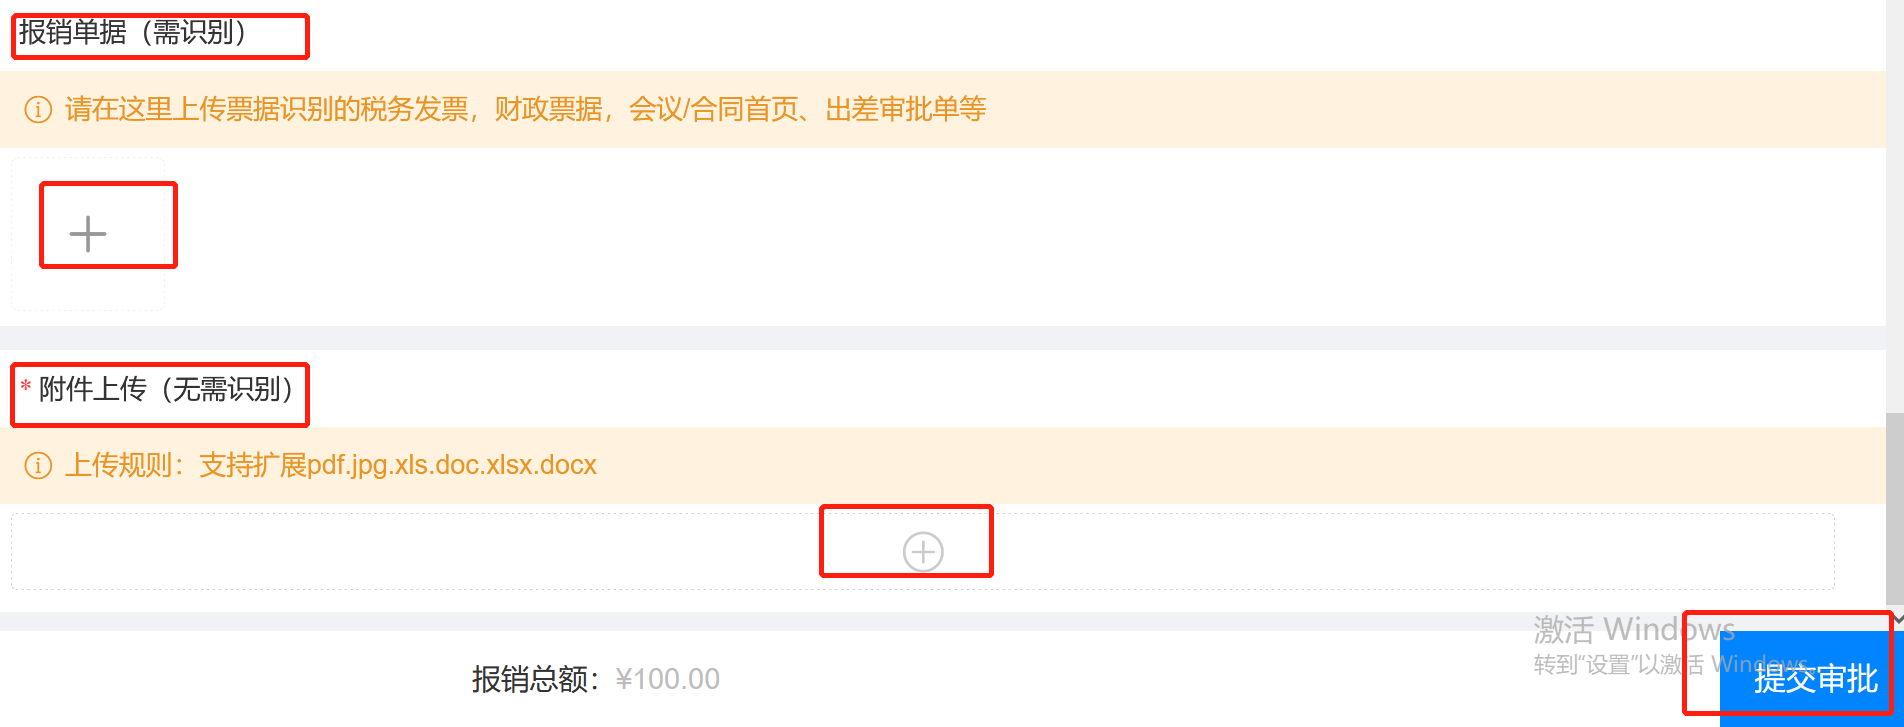 报销单据（需识别）
请在这里上传票据识别的税务发票，财政票据，会议/合同首页、出差审批单等
* 附件上传（无需识别）
上传规则：支持扩展pdf.jpg.xls.doc.xlsx.docx
激活 Windows
转到“设置”以激活 Windows。
报销总额：¥100.00
提交审批